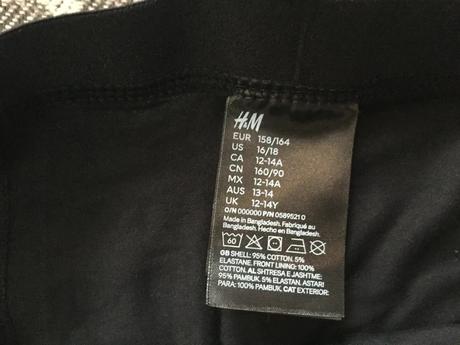 H&M
EUR 158/164
US 16/18
CA 12-14A
CN 160/90
MX 12-14A
AUS 13-14
UK 12-14Y
O/N 000000 P/N 0589521 0
Made in Bangladesh. Fabriqué au
Bangladesh. Hecho en Bangladesh.
60
GB SHELL: 95% COTTON. 5%
ELASTANE. FRONT LINING: 100%
COTTON. AL SHTRESA E JASHTME:
95% PAMBUK. 5% ELASTAN. ASTARI
PARA: 100% PAMBUK. CAT EXTERIOR: